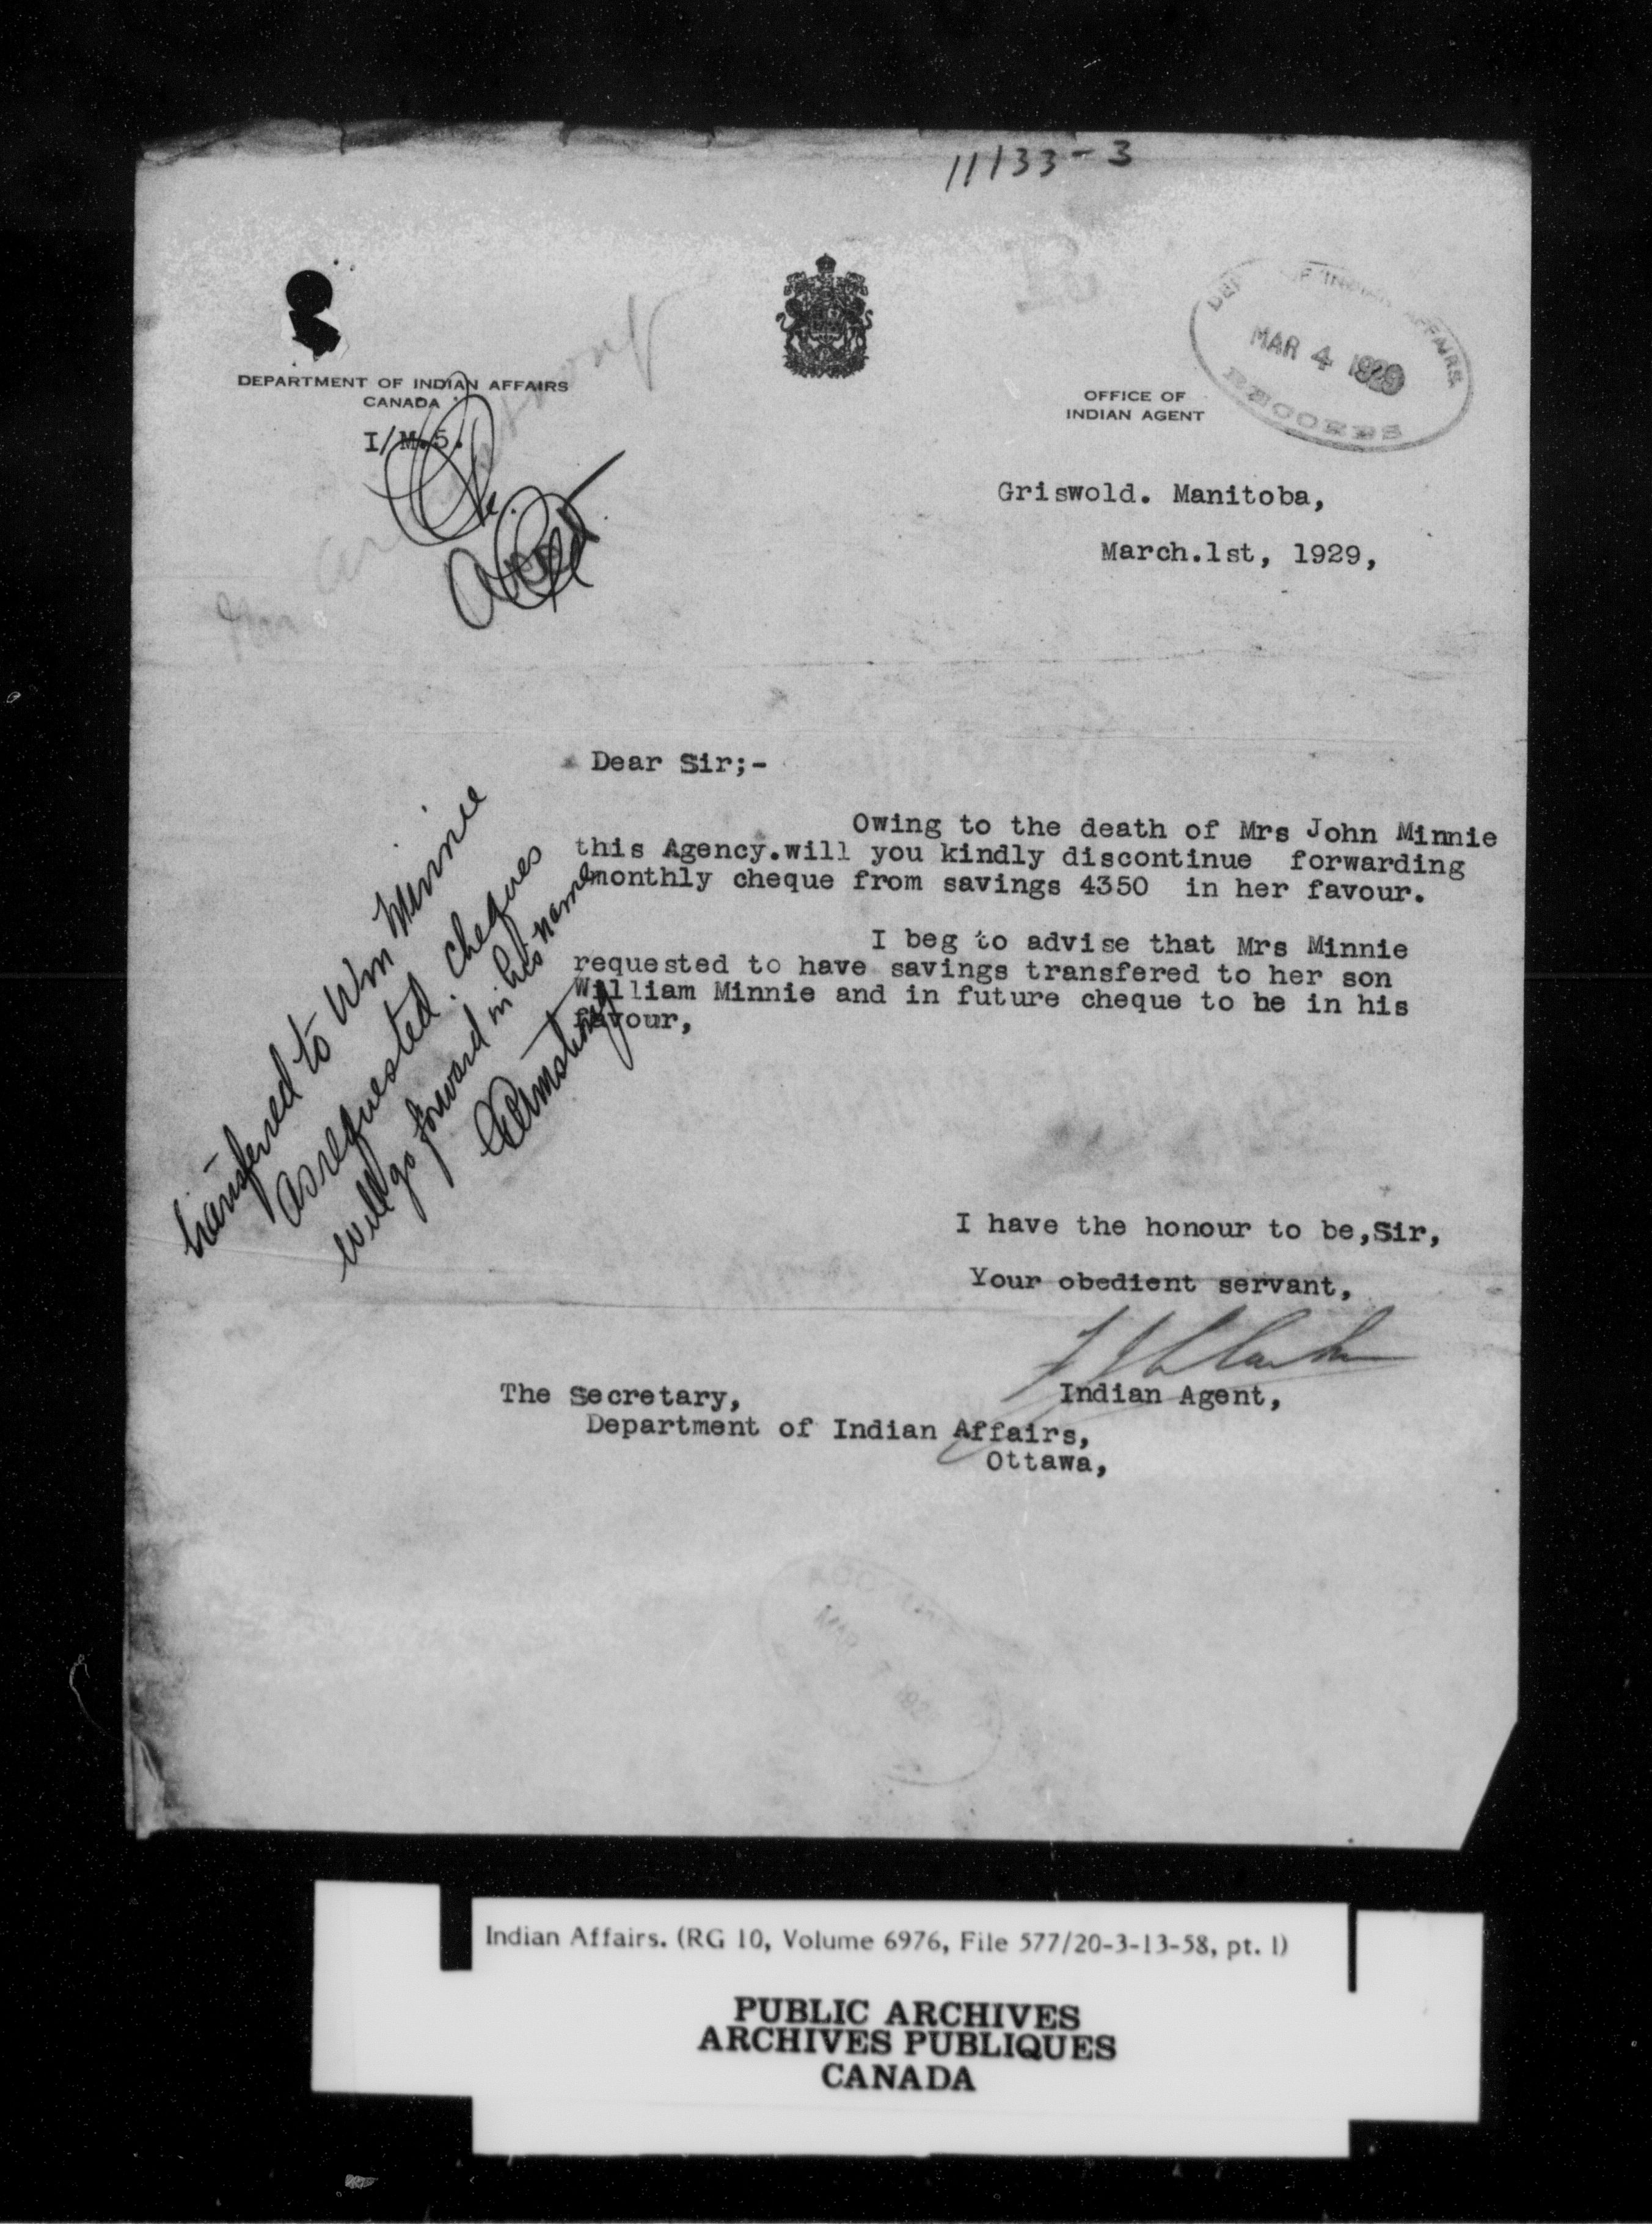 11133-3
DEPARTMENT OF INDIAN AFFAIRS
CANADA
I/M.5.
MAR 4 1929
OFFICE OF
INDIAN AGENT
Griswold. Manitoba,
March.1st, 1929,
Dear Sir;-
Owing to the death of Mrs John Minnie
this Agency.will you kindly discontinue forwarding
monthly cheque from savings 4350 in her favour.
I beg to advise that Mrs Minnie
requested to have savings transfered to her son
William Minnie and in future cheque to be in his
favour,
transferred to Wm Minnie
as requested. cheques
will go forward in his name
I have the honour to be,Sir,
Your obedient servant,
Indian Agent,
The Secretary,
Department of Indian Affairs,
Ottawa,
Indian Affairs. (RG 10, Volume 6976, File 577/20-3-13-58, pt. 1)
PUBLIC ARCHIVES
ARCHIVES PUBLIQUES
CANADA